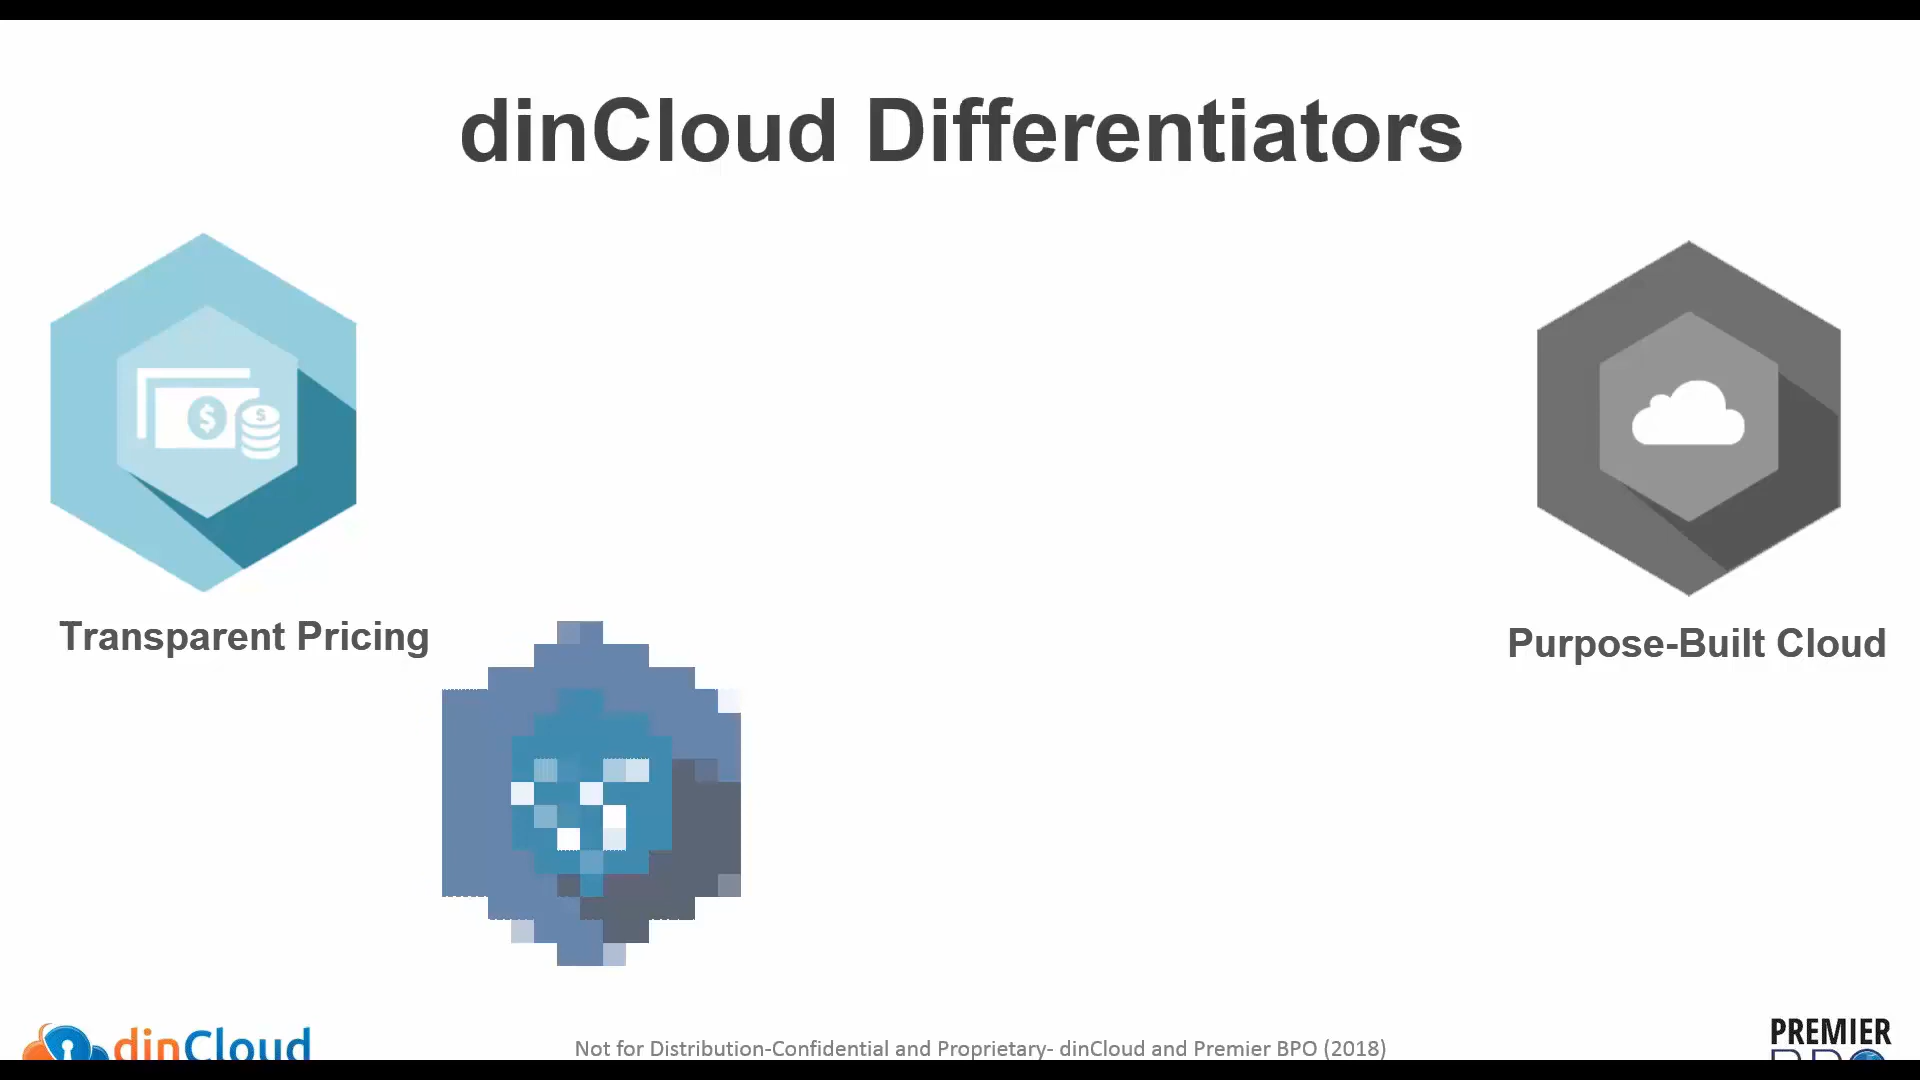 dinCloud Differentiators
$
$
Transparent Pricing
Purpose-Built Cloud
dinCloud
Not for Distribution-Confidential and Proprietary- dinCloud and Premier BPO (2018)
PREMIER
BPO